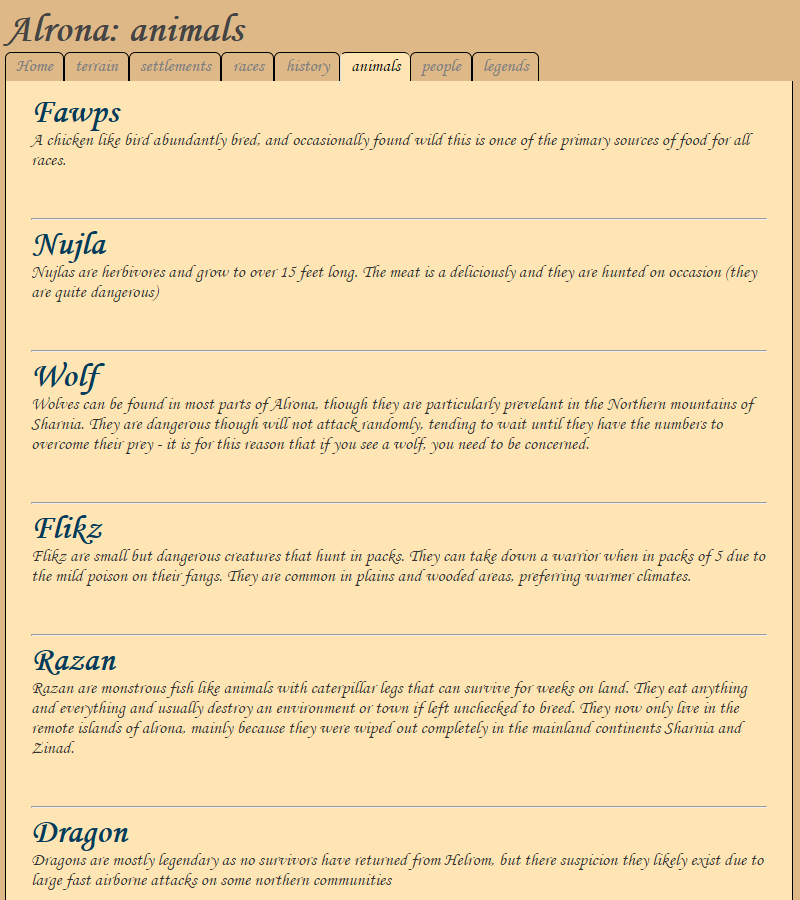 Alrona: animals
Home terrain settlements races history animals people legends
Fawps
A chicken like bird abundantly bred, and occasionally found wild this is once of the primary sources of food for all
races.
Nujla
Nujlas are herbivores and grow to over 15 feet long. The meat is a deliciously and they are hunted on occasion (they
are quite dangerous)
Wolf
Wolves can be found in most parts of Alrona, though they are particularly prevelant in the Northern mountains of
Sharnia. They are dangerous though will not attack randomly, tending to wait until they have the numbers to
overcome their prey - it is for this reason that if you see a wolf, you need to be concerned.
Flikz
Flikz are small but dangerous creatures that hunt in packs. They can take down a warrior when in packs of 5 due to
the mild poison on their fangs. They are common in plains and wooded areas, preferring warmer climates.
Razan
Razan are monstrous fish like animals with caterpillar legs that can survive for weeks on land. They eat anything
and everything and usually destroy an environment or town if left unchecked to breed. They now only live in the
remote islands of alrona, mainly because they were wiped out completely in the mainland continents Sharnia and
Zinad.
Dragon
Dragons are mostly legendary as no survivors have returned from Helrom, but there suspicion they likely exist due to
large fast airborne attacks on some northern communities